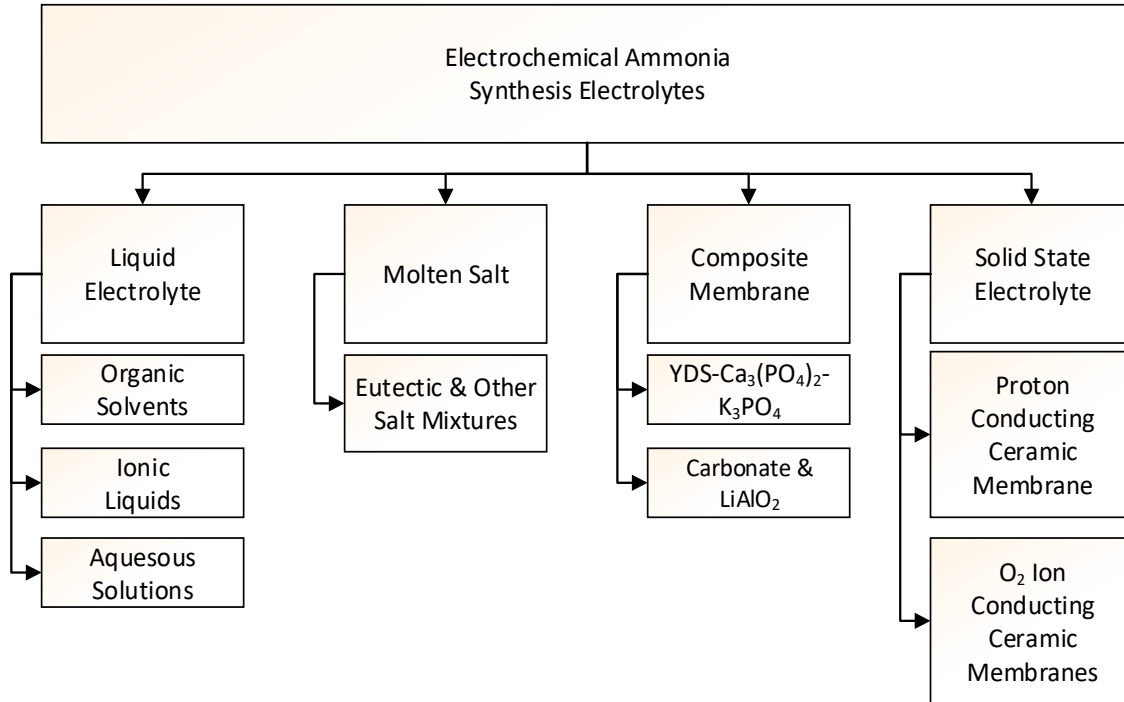 Electrochemical Ammonia
Synthesis Electrolytes
Liquid
Electrolyte
Organic
Solvents
Ionic
Liquids
Aquesous
Solutions
Molten Salt
Eutectic & Other
Salt Mixtures
Composite
Membrane
YDS-Ca₃(PO₄)₂-
K₃PO₄
Carbonate &
LiAlO₂
Solid State
Electrolyte
Proton
Conducting
Ceramic
Membrane
O₂ Ion
Conducting
Ceramic
Membranes